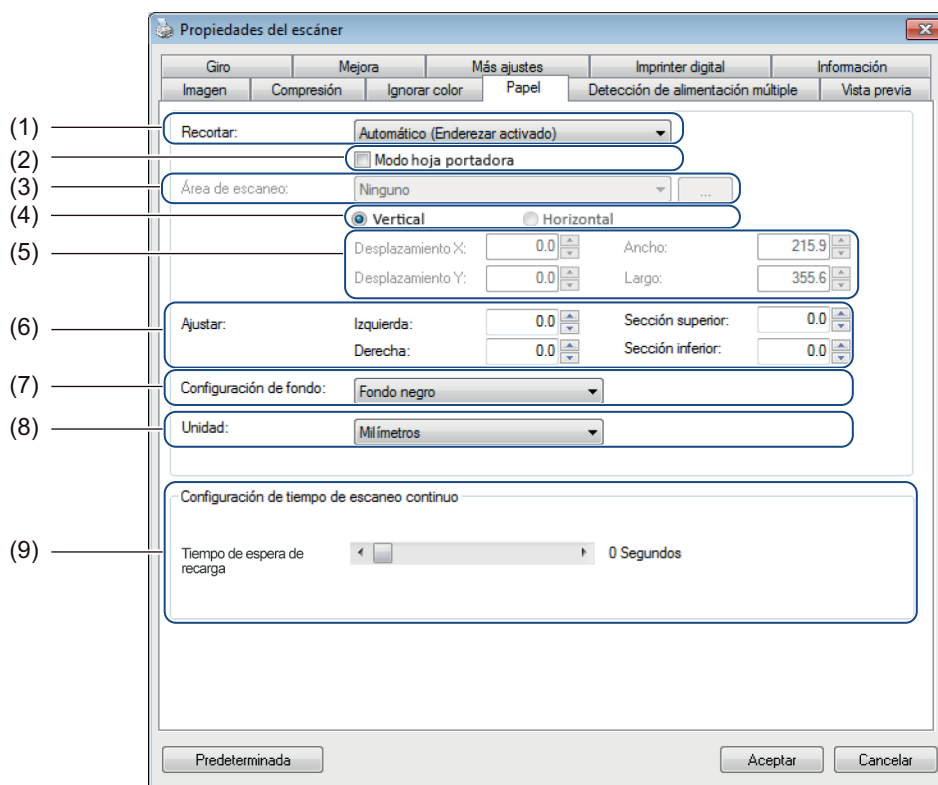 Propiedades del escáner
Giro Mejora Más ajustes Imprinter digital Información
Imagen Compresión Ignorar color Papel Detección de alimentación múltiple Vista previa
(1) Recortar: Automático (Enderezar activado)
(2) Modo hoja portadora
(3) Área de escaneo: Ninguno ...
(4) Vertical Horizontal
(5) Desplazamiento X: 0.0 Ancho: 215.9
Desplazamiento Y: 0.0 Largo: 355.6
(6) Ajustar: Izquierda: 0.0 Sección superior: 0.0
Derecha: 0.0 Sección inferior: 0.0
(7) Configuración de fondo: Fondo negro
(8) Unidad: Milímetros
Configuración de tiempo de escaneo continuo
(9) Tiempo de espera de 0 Segundos
recarga
Predeterminada Aceptar Cancelar